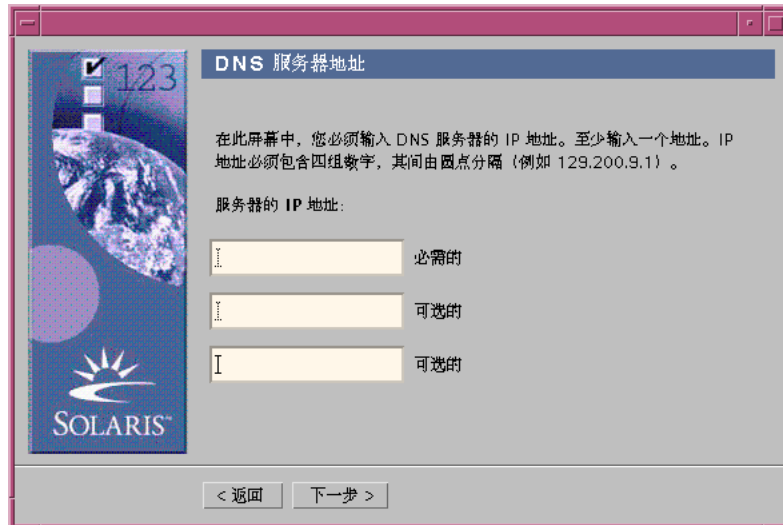 123
DNS 服务器地址
在此屏幕中，您必须输入 DNS 服务器的 IP 地址。至少输入一个地址。IP
地址必须包含四组数字，其间由圆点分隔（例如 129.200.9.1）。
服务器的 IP 地址:
必需的
可选的
可选的
SOLARIS™
< 返回
下一步 >